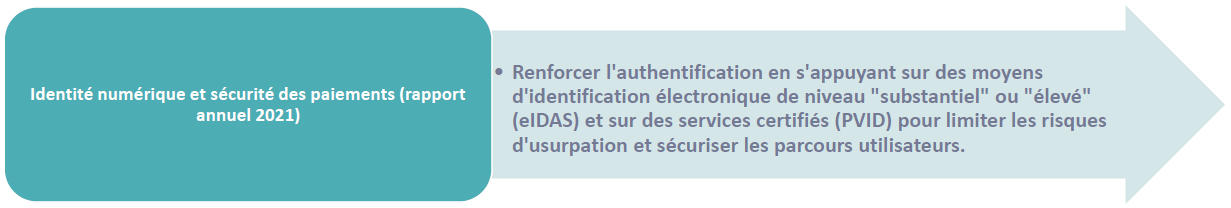 Identité numérique et sécurité des paiements (rapport
annuel 2021)
• Renforcer l'authentification en s'appuyant sur des moyens
d'identification électronique de niveau "substantiel" ou "élevé"
(eIDAS) et sur des services certifiés (PVID) pour limiter les risques
d'usurpation et sécuriser les parcours utilisateurs.